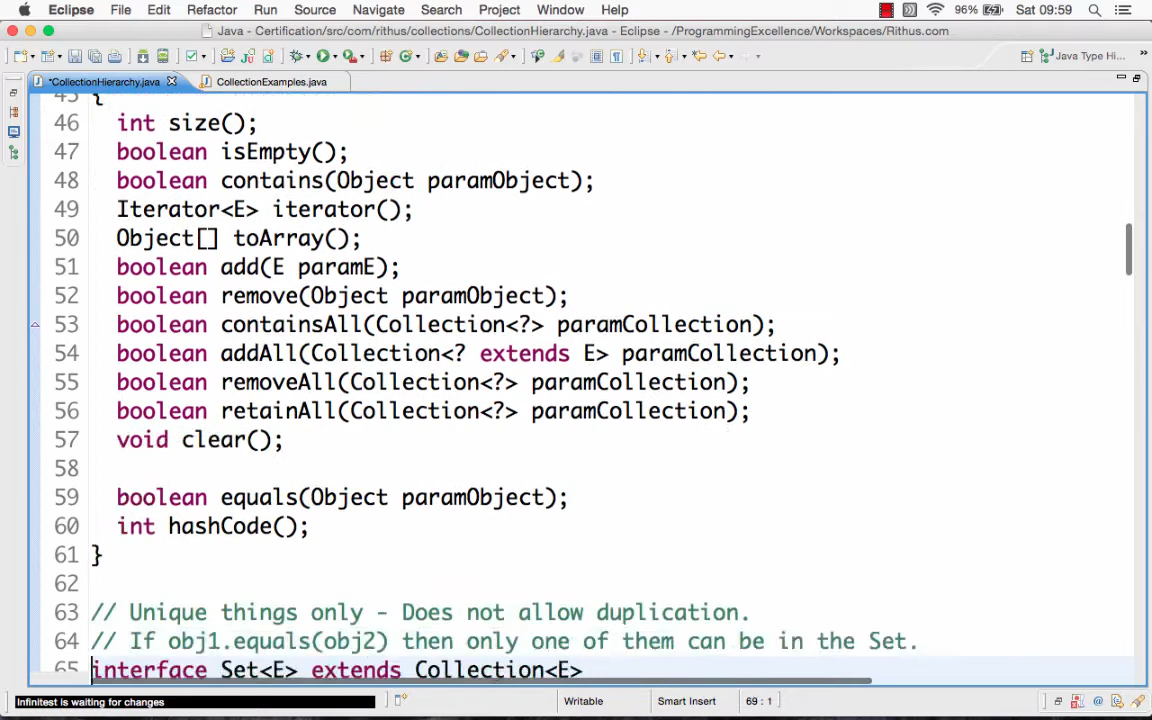 Eclipse File Edit Refactor Run Source Navigate Search Project Window Help 96% Sat 09:59
Java - Certification/src/com/rithus/collections/CollectionHierarchy.java - Eclipse - /ProgrammingExcellence/Workspaces/Rithus.com
Java Type Hi...
*CollectionHierarchy.java CollectionExamples.java
45 {
46 int size();
47 boolean isEmpty();
48 boolean contains(Object paramObject);
49 Iterator<E> iterator();
50 Object[] toArray();
51 boolean add(E paramE);
52 boolean remove(Object paramObject);
53 containsAll(Collection<?> paramCollection);
54 boolean addAll(Collection<? extends E> paramCollection);
55 boolean removeAll(Collection<?> paramCollection);
56 boolean retainAll(Collection<?> paramCollection);
57 void clear();
58
59 boolean equals(Object paramObject);
60 int hashCode();
61 }
62
63 // Unique things only - Does not allow duplication.
64 // If obj1.equals(obj2) then only one of them can be in the Set.
65 interface Set<E> extends Collection<E>
Infinitest is waiting for changes Writable Smart Insert 69 : 1